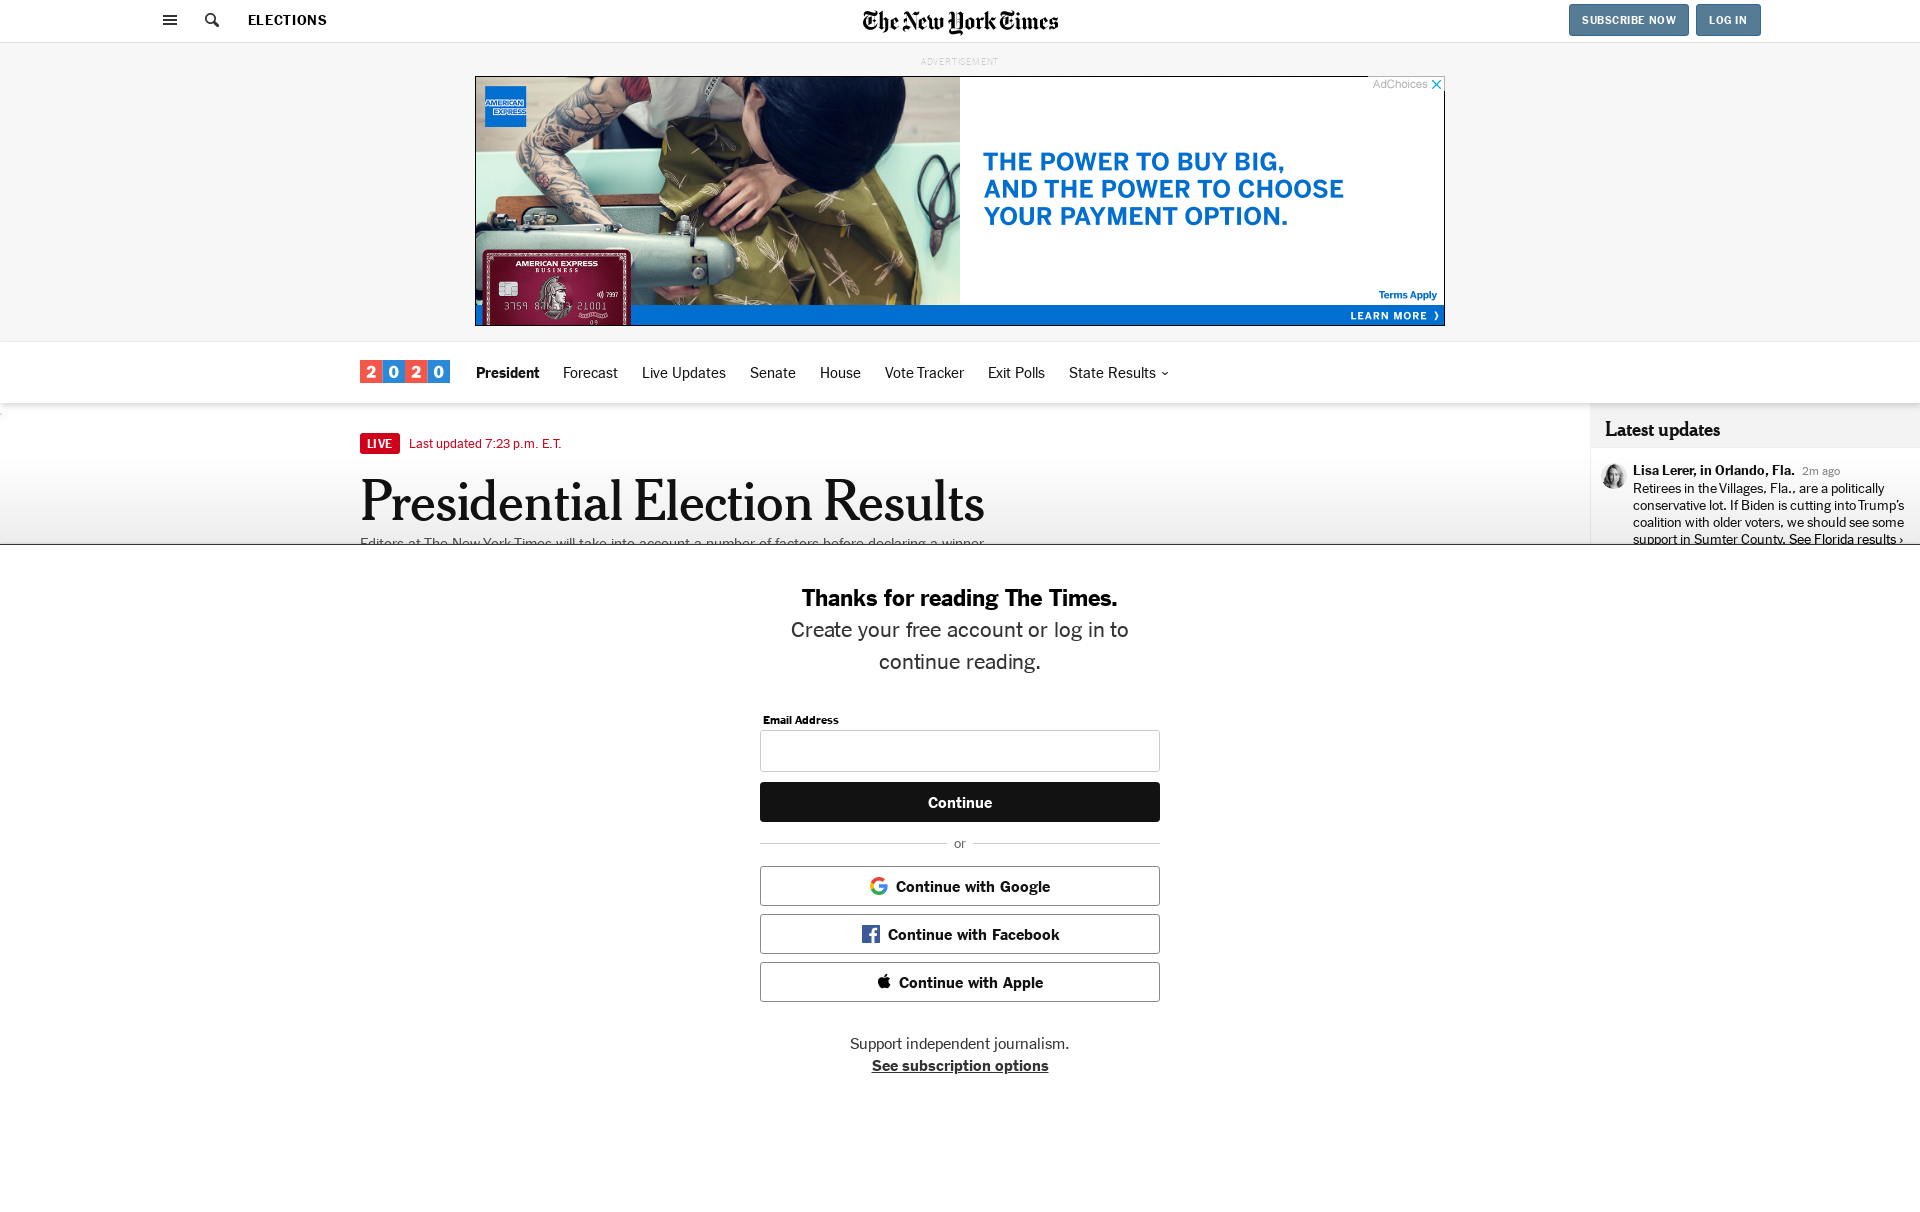 ELECTIONS
The New York Times
SUBSCRIBE NOW
LOG IN
ADVERTISEMENT
AdChoices
AMERICAN
EXPRESS
THE POWER TO BUY BIG,
AND THE POWER TO CHOOSE
YOUR PAYMENT OPTION.
AMERICAN EXPRESS
BUSINESS
7997
Terms Apply
LEARN MORE
2020
President
Forecast
Live Updates
Senate
House
Vote Tracker
Exit Polls
State Results
LIVE
Last updated 7:23 p.m. E.T.
Presidential Election Results
Editors at The New York Times will take into account a number of factors before declaring a winner
Latest updates
Lisa Lerer, in Orlando, Fla. 2m ago
Retirees in the Villages, Fla., are a politically
conservative lot. If Biden is cutting into Trump's
coalition with older voters, we should see some
support in Sumter County. See Florida results ›
Thanks for reading The Times.
Create your free account or log in to
continue reading.
Email Address
Continue
or
Continue with Google
Continue with Facebook
Continue with Apple
Support independent journalism.
See subscription options